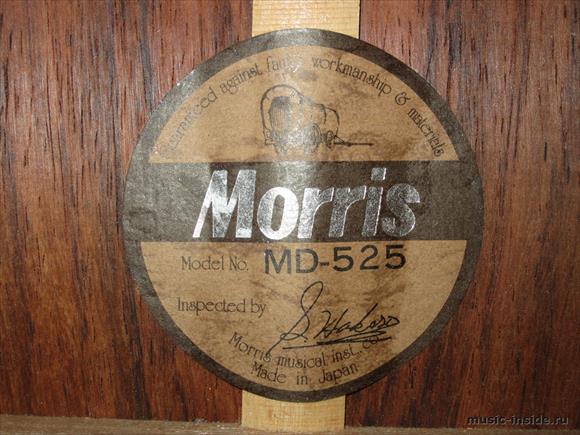 Guaranteed against faulty workmanship & materials
Morris
Model No. MD-525
Inspected by
Morris musical inst. co
Made in Japan
music-inside.ru